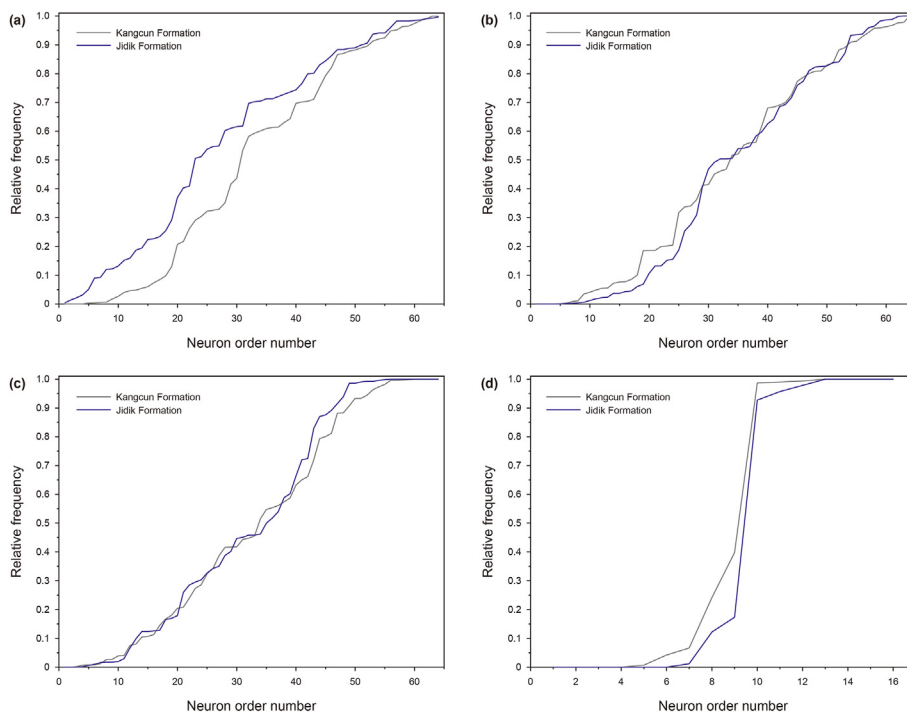 (a)
Kangcun Formation
Jidik Formation
Relative frequency
1.0
0.9
0.8
0.7
0.6
0.5
0.4
0.3
0.2
0.1
0
0 10 20 30 40 50 60
Neuron order number
(b)
Kangcun Formation
Jidik Formation
Relative frequency
1.0
0.9
0.8
0.7
0.6
0.5
0.4
0.3
0.2
0.1
0
0 10 20 30 40 50 60
Neuron order number
(c)
Kangcun Formation
Jidik Formation
Relative frequency
1.0
0.9
0.8
0.7
0.6
0.5
0.4
0.3
0.2
0.1
0
0 10 20 30 40 50 60
Neuron order number
(d)
Kangcun Formation
Jidik Formation
Relative frequency
1.0
0.9
0.8
0.7
0.6
0.5
0.4
0.3
0.2
0.1
0
0 2 4 6 8 10 12 14 16
Neuron order number